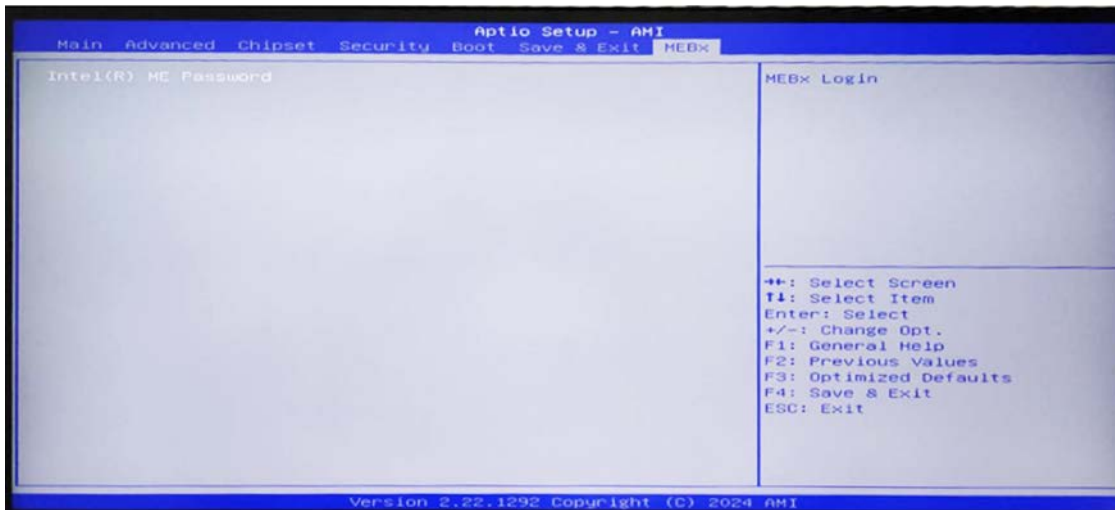 Aptio Setup – AMI
Main Advanced Chipset Security Boot Save & Exit MEBx
Intel(R) ME Password
MEBx Login
→←: Select Screen
↑↓: Select Item
Enter: Select
+/-: Change Opt.
F1: General Help
F2: Previous Values
F3: Optimized Defaults
F4: Save & Exit
ESC: Exit
Version 2.22.1292 Copyright (C) 2024 AMI